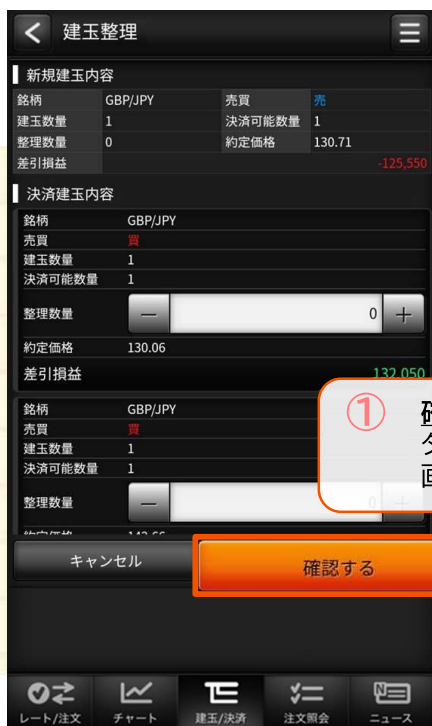 建玉整理
新規建玉内容
銘柄 GBP/JPY 売買 売
建玉数量 1 決済可能数量 1
整理数量 0 約定価格 130.71
差引損益 -125,550
決済建玉内容
銘柄 GBP/JPY
売買 買
建玉数量 1
決済可能数量 1
整理数量 － 0 ＋
約定価格 130.06
差引損益 132,050
銘柄 GBP/JPY
売買 買
建玉数量 1
決済可能数量 1
整理数量 － 0 ＋
①
キャンセル 確認する
レート/注文 チャート 建玉/決済 注文照会 ニュース